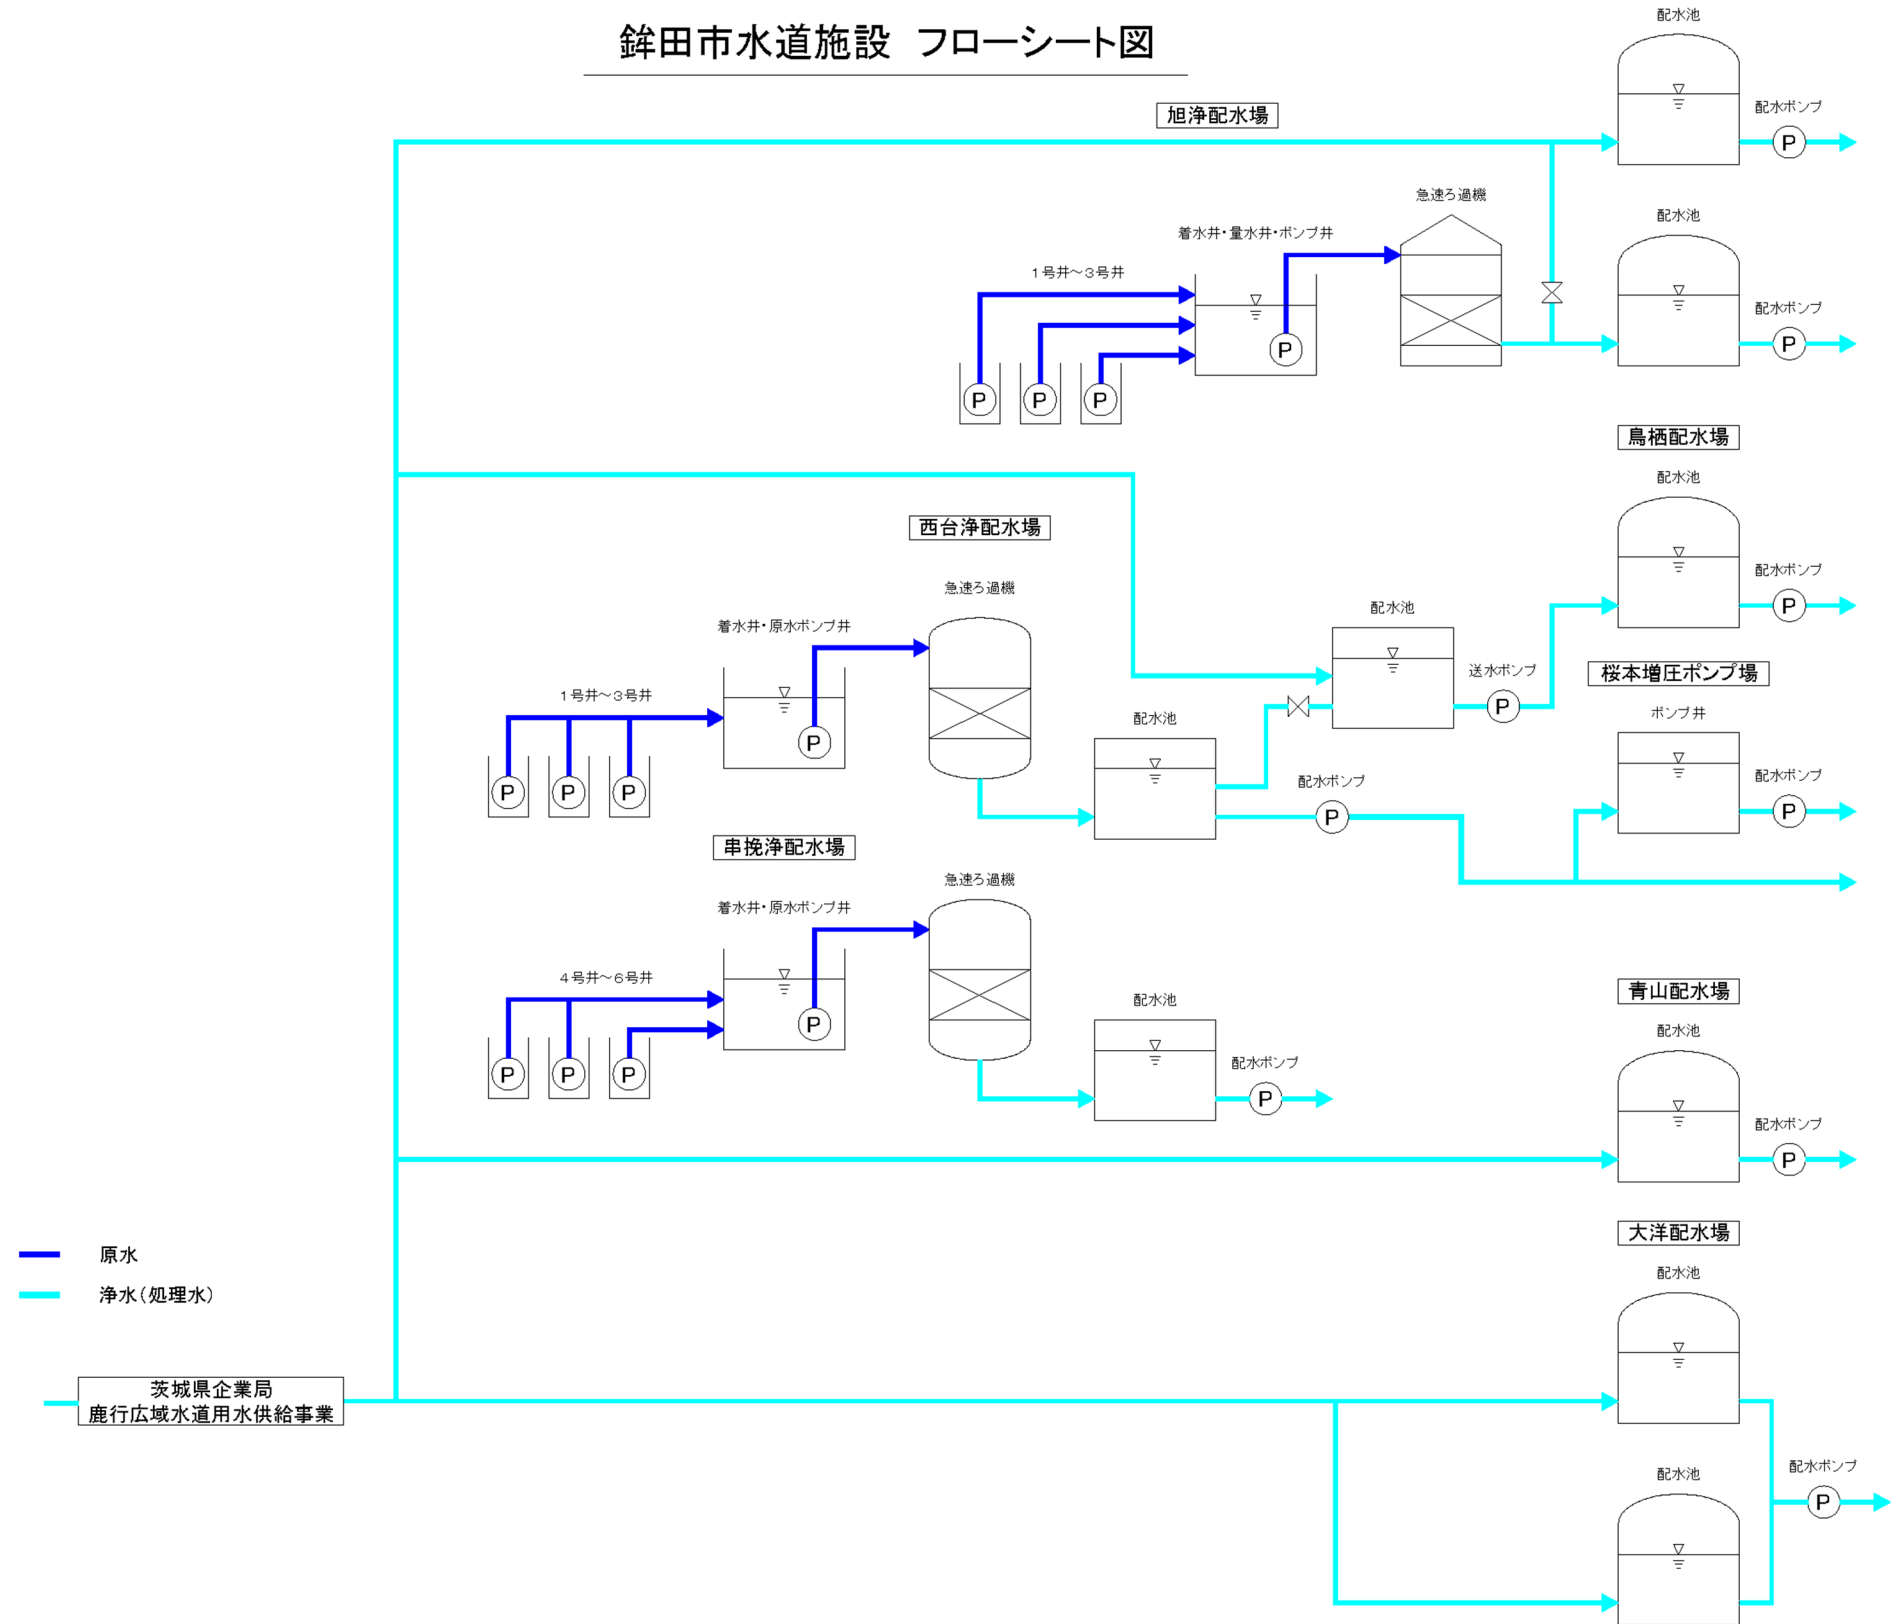 鉾田市水道施設 フローシート図
配水池
配水ポンプ
P
旭浄配水場
急速ろ過機
配水池
着水井・量水井・ポンプ井
1号井～3号井
配水ポンプ
P
P
P
P
P
鳥栖配水場
配水池
西台浄配水場
配水ポンプ
P
急速ろ過機
配水池
着水井・原水ポンプ井
送水ポンプ
P
桜本増圧ポンプ場
1号井～3号井
ポンプ井
配水池
P
配水ポンプ
P
配水ポンプ
P
P
P
P
串挽浄配水場
急速ろ過機
着水井・原水ポンプ井
4号井～6号井
配水池
青山配水場
P
配水池
P
P
P
配水ポンプ
P
配水ポンプ
P
大洋配水場
原水
配水池
浄水（処理水）
茨城県企業局
鹿行広域水道用水供給事業
配水池
配水ポンプ
P